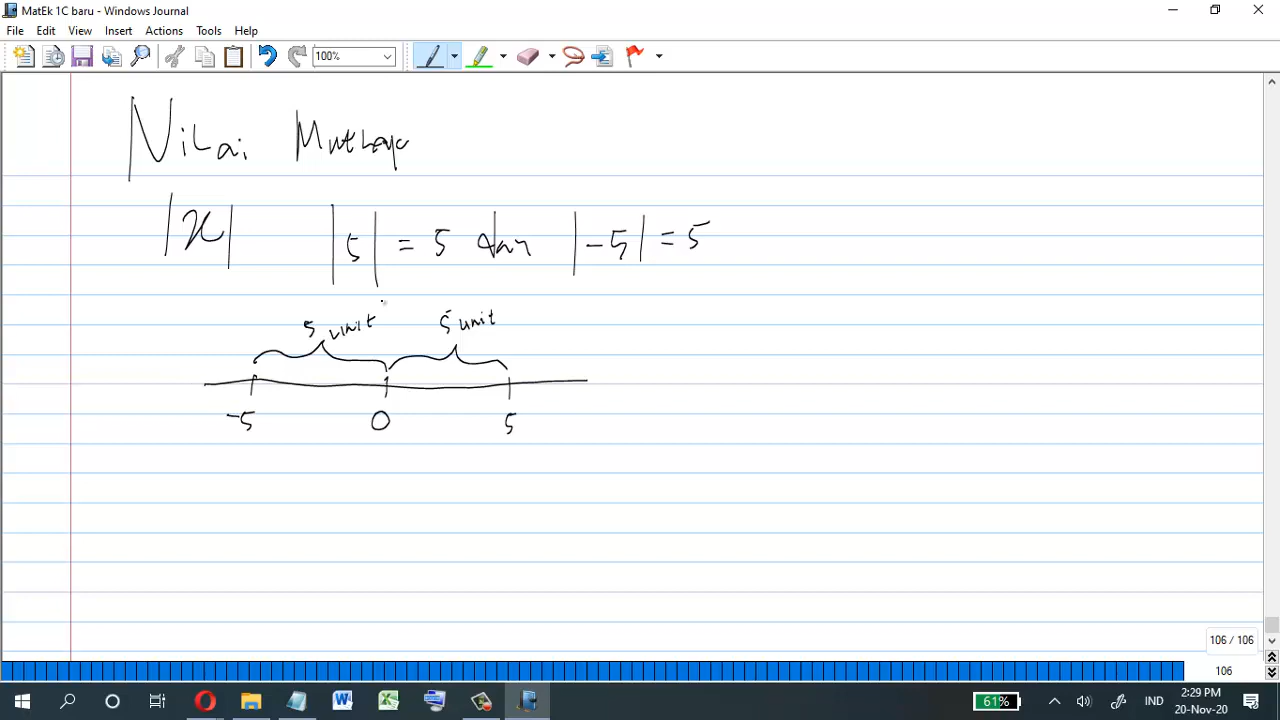 MatEk 1C baru - Windows Journal
File Edit View Insert Actions Tools Help
100%
Nilai Mutlak
|x| |5| = 5 dan |-5| = 5
5 unit 5 unit
-5 0 5
106 / 106
106
61% IND 2:29 PM
20-Nov-20